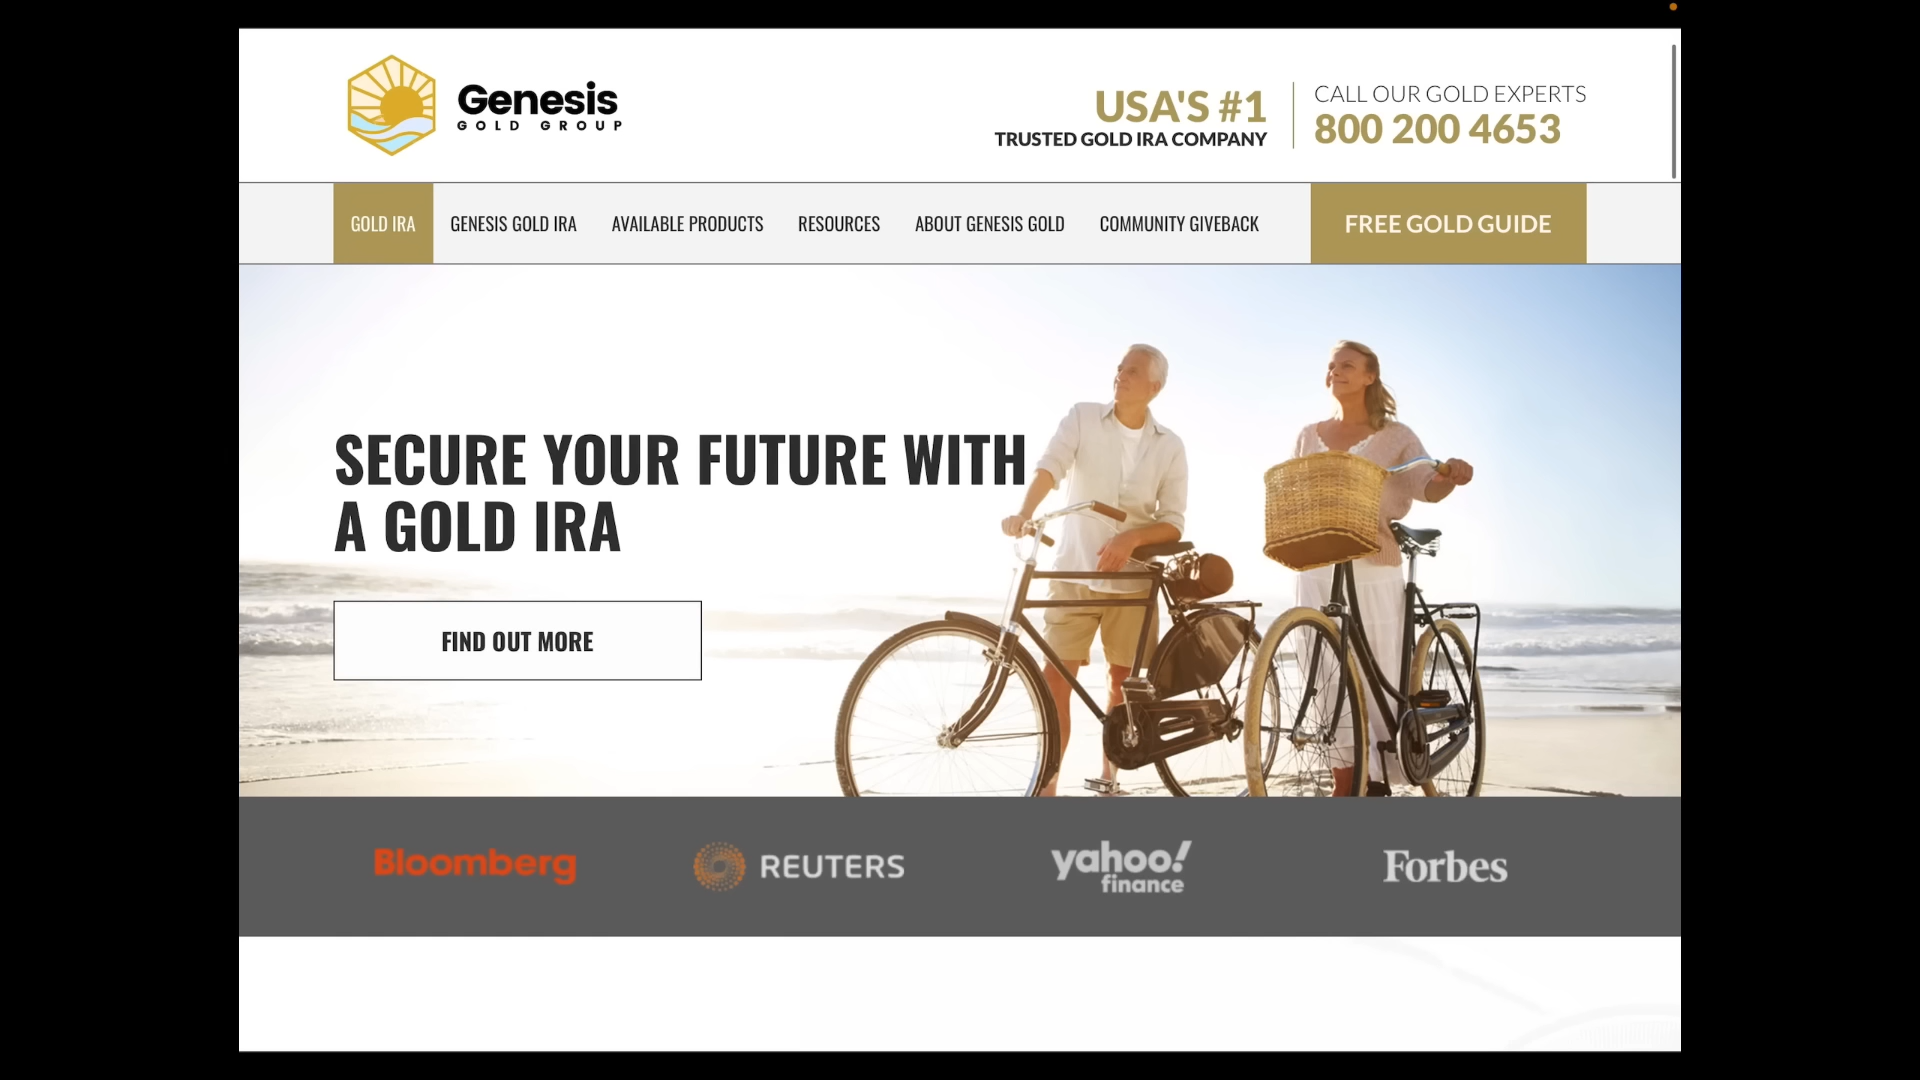 Genesis
GOLD GROUP
USA'S #1
TRUSTED GOLD IRA COMPANY
CALL OUR GOLD EXPERTS
800 200 4653
GOLD IRA
GENESIS GOLD IRA
AVAILABLE PRODUCTS
RESOURCES
ABOUT GENESIS GOLD
COMMUNITY GIVEBACK
FREE GOLD GUIDE
SECURE YOUR FUTURE WITH
A GOLD IRA
FIND OUT MORE
Bloomberg
REUTERS
yahoo!
finance
Forbes